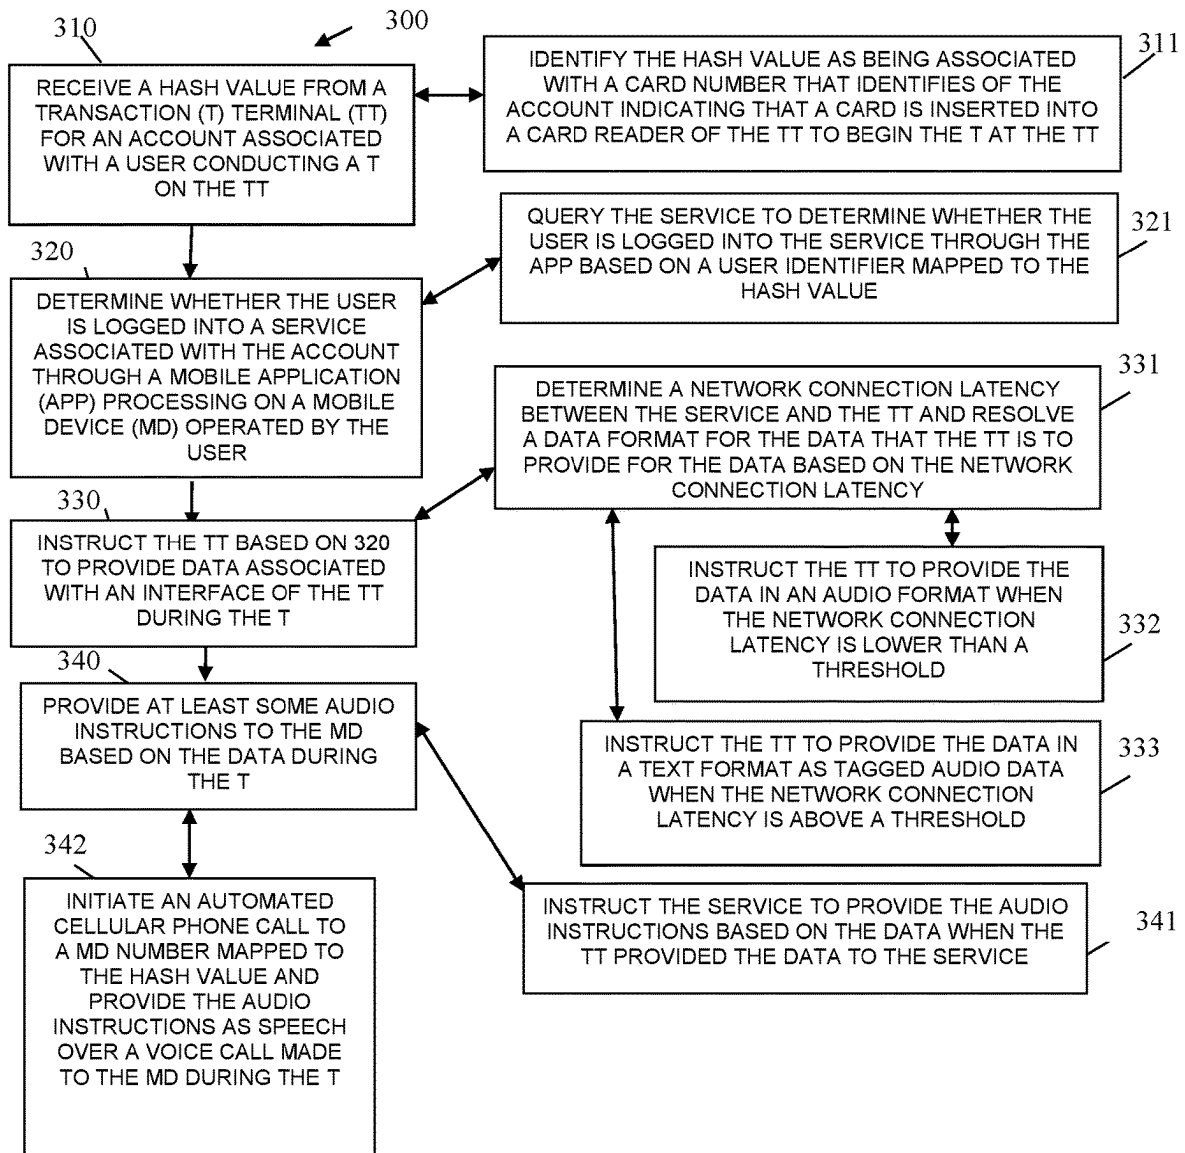 300
310
RECEIVE A HASH VALUE FROM A
TRANSACTION (T) TERMINAL (TT)
FOR AN ACCOUNT ASSOCIATED
WITH A USER CONDUCTING A T
ON THE TT
311
IDENTIFY THE HASH VALUE AS BEING ASSOCIATED
WITH A CARD NUMBER THAT IDENTIFIES OF THE
ACCOUNT INDICATING THAT A CARD IS INSERTED INTO
A CARD READER OF THE TT TO BEGIN THE T AT THE TT
320
DETERMINE WHETHER THE USER
IS LOGGED INTO A SERVICE
ASSOCIATED WITH THE ACCOUNT
THROUGH A MOBILE APPLICATION
(APP) PROCESSING ON A MOBILE
DEVICE (MD) OPERATED BY THE
USER
321
QUERY THE SERVICE TO DETERMINE WHETHER THE
USER IS LOGGED INTO THE SERVICE THROUGH THE
APP BASED ON A USER IDENTIFIER MAPPED TO THE
HASH VALUE
330
INSTRUCT THE TT BASED ON 320
TO PROVIDE DATA ASSOCIATED
WITH AN INTERFACE OF THE TT
DURING THE T
331
DETERMINE A NETWORK CONNECTION LATENCY
BETWEEN THE SERVICE AND THE TT AND RESOLVE
A DATA FORMAT FOR THE DATA THAT THE TT IS TO
PROVIDE FOR THE DATA BASED ON THE NETWORK
CONNECTION LATENCY
INSTRUCT THE TT TO PROVIDE THE
DATA IN AN AUDIO FORMAT WHEN
THE NETWORK CONNECTION
LATENCY IS LOWER THAN A
THRESHOLD
332
INSTRUCT THE TT TO PROVIDE THE DATA IN
A TEXT FORMAT AS TAGGED AUDIO DATA
WHEN THE NETWORK CONNECTION
LATENCY IS ABOVE A THRESHOLD
333
340
PROVIDE AT LEAST SOME AUDIO
INSTRUCTIONS TO THE MD
BASED ON THE DATA DURING
THE T
INSTRUCT THE SERVICE TO PROVIDE THE AUDIO
INSTRUCTIONS BASED ON THE DATA WHEN THE
TT PROVIDED THE DATA TO THE SERVICE
341
342
INITIATE AN AUTOMATED
CELLULAR PHONE CALL TO
A MD NUMBER MAPPED TO
THE HASH VALUE AND
PROVIDE THE AUDIO
INSTRUCTIONS AS SPEECH
OVER A VOICE CALL MADE
TO THE MD DURING THE T